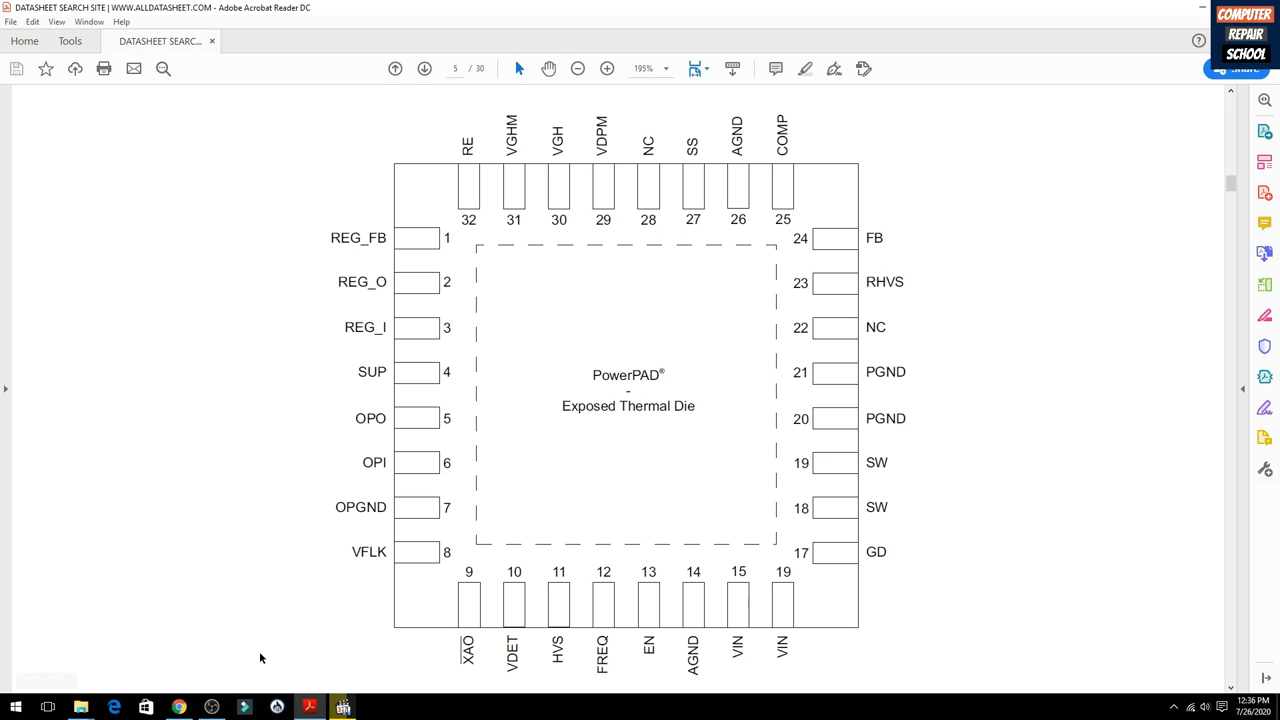 DATASHEET SEARCH SITE | WWW.ALLDATASHEET.COM - Adobe Acrobat Reader DC
File Edit View Window Help
Home Tools DATASHEET SEARC... ×
5 / 30 195%
COMPUTER
REPAIR
SCHOOL
RE VGHM VGH VDPM NC SS AGND COMP
32 31 30 29 28 27 26 25
REG_FB 1 24 FB
REG_O 2 23 RHVS
REG_I 3 22 NC
SUP 4 21 PGND
PowerPAD®
-
Exposed Thermal Die
OPO 5 20 PGND
OPI 6 19 SW
OPGND 7 18 SW
VFLK 8 17 GD
9 10 11 12 13 14 15 19
XAO VDET HVS FREQ EN AGND VIN VIN
12:36 PM
7/26/2020